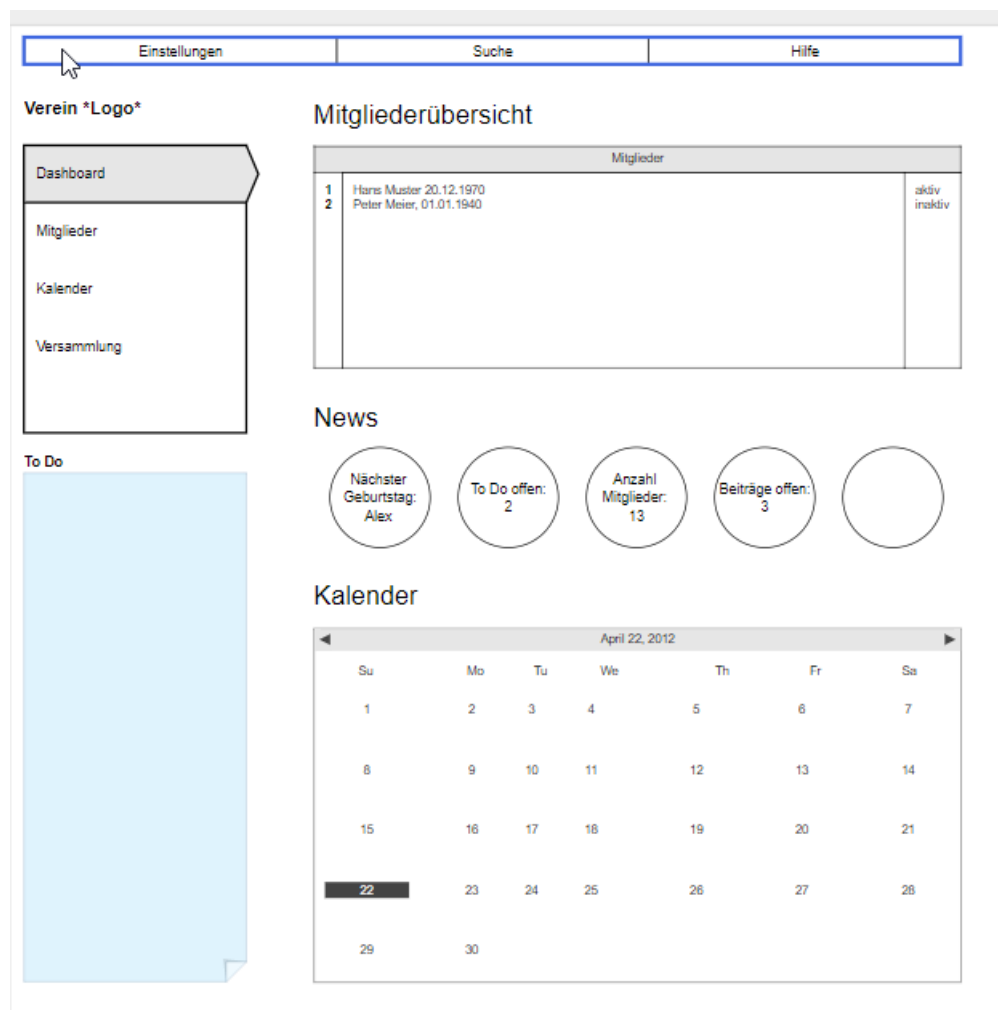 Einstellungen Suche Hilfe
Verein *Logo*
Dashboard
Mitglieder
Kalender
Versammlung
To Do
Mitgliederübersicht
Mitglieder
1 Hans Muster 20.12.1970 aktiv
2 Peter Meier, 01.01.1940 inaktiv
News
Nächster
Geburtstag:
Alex
To Do offen:
2
Anzahl
Mitglieder:
13
Beiträge offen:
3
Kalender
◀ April 22, 2012 ▶
Su Mo Tu We Th Fr Sa
1 2 3 4 5 6 7
8 9 10 11 12 13 14
15 16 17 18 19 20 21
22 23 24 25 26 27 28
29 30